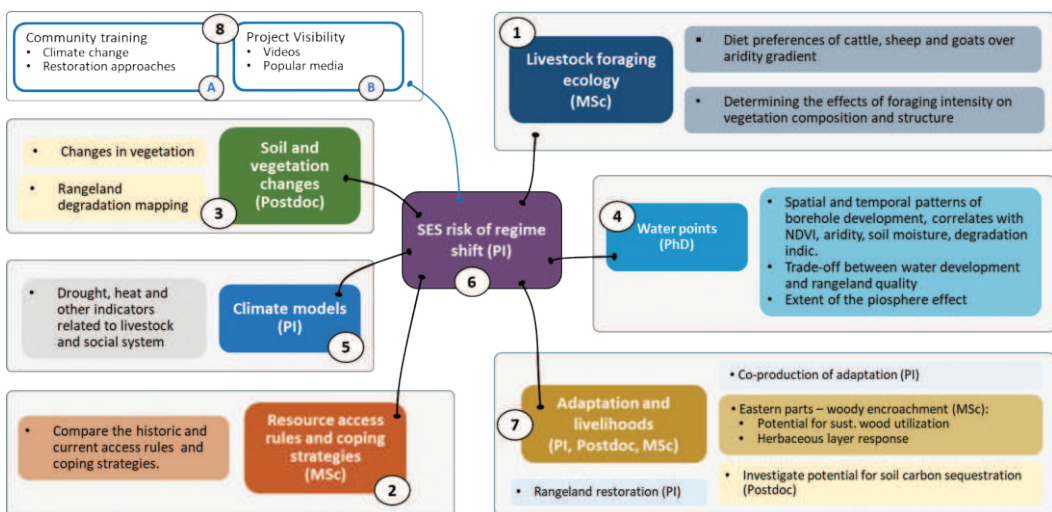 8
Community training
• Climate change
• Restoration approaches
A
Project Visibility
• Videos
• Popular media
B
1
Livestock foraging
ecology
(MSc)
▪ Diet preferences of cattle, sheep and goats over
aridity gradient
• Determining the effects of foraging intensity on
vegetation composition and structure
• Changes in vegetation
• Rangeland
degradation mapping
Soil and
vegetation
changes
(Postdoc)
3
SES risk of regime
shift (PI)
6
4
Water points
(PhD)
• Spatial and temporal patterns
of borehole development, correlates with
NDVI, aridity, soil moisture, degradation
indic.
• Trade-off between water development
and rangeland quality
• Extent of the piosphere effect
• Drought, heat and
other indicators
related to livestock
and social system
Climate models
(PI)
5
• Compare the historic and
current access rules and
coping strategies.
Resource access
rules and coping
strategies
(MSc)
2
7
Adaptation and
livelihoods
(PI, Postdoc, MSc)
• Co-production of adaptation (PI)
• Eastern parts – woody encroachment (MSc):
• Potential for sust. wood utilization
• Herbaceous layer response
• Investigate potential for soil carbon sequestration
(Postdoc)
• Rangeland restoration (PI)